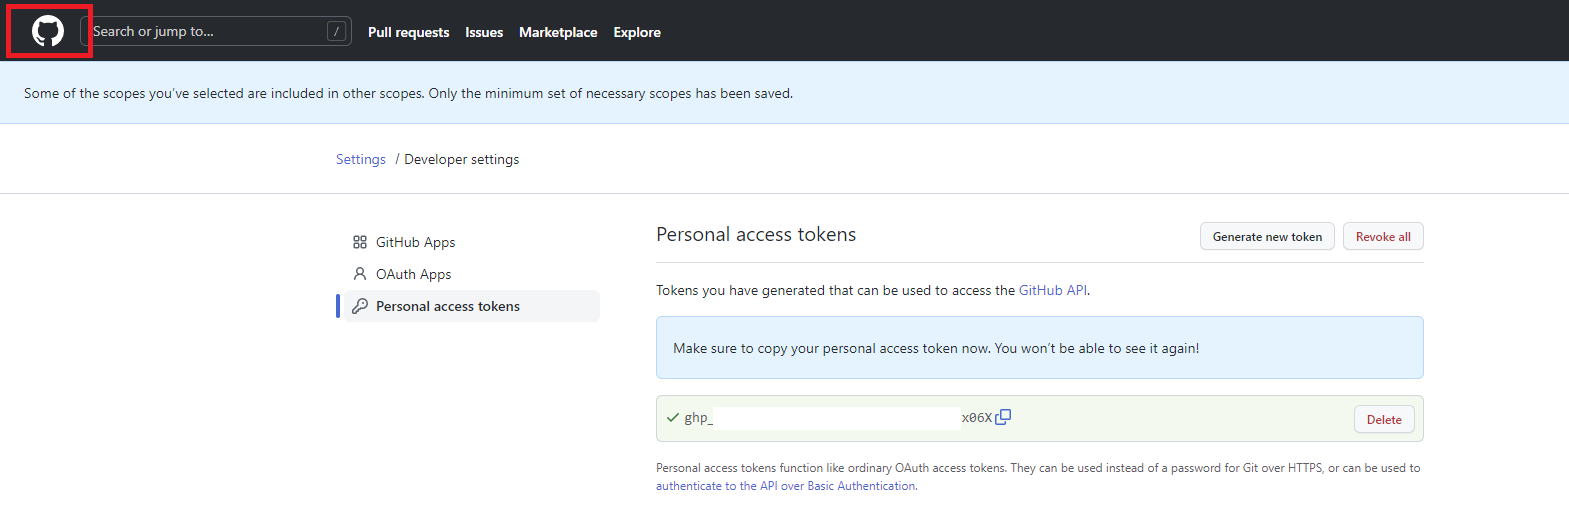 Search or jump to... /
Pull requests
Issues
Marketplace
Explore
Some of the scopes you’ve selected are included in other scopes. Only the minimum set of necessary scopes has been saved.
Settings / Developer settings
GitHub Apps
OAuth Apps
Personal access tokens
Personal access tokens
Generate new token
Revoke all
Tokens you have generated that can be used to access the GitHub API.
Make sure to copy your personal access token now. You won’t be able to see it again!
ghp_ x06X
Delete
Personal access tokens function like ordinary OAuth access tokens. They can be used instead of a password for Git over HTTPS, or can be used to
authenticate to the API over Basic Authentication.